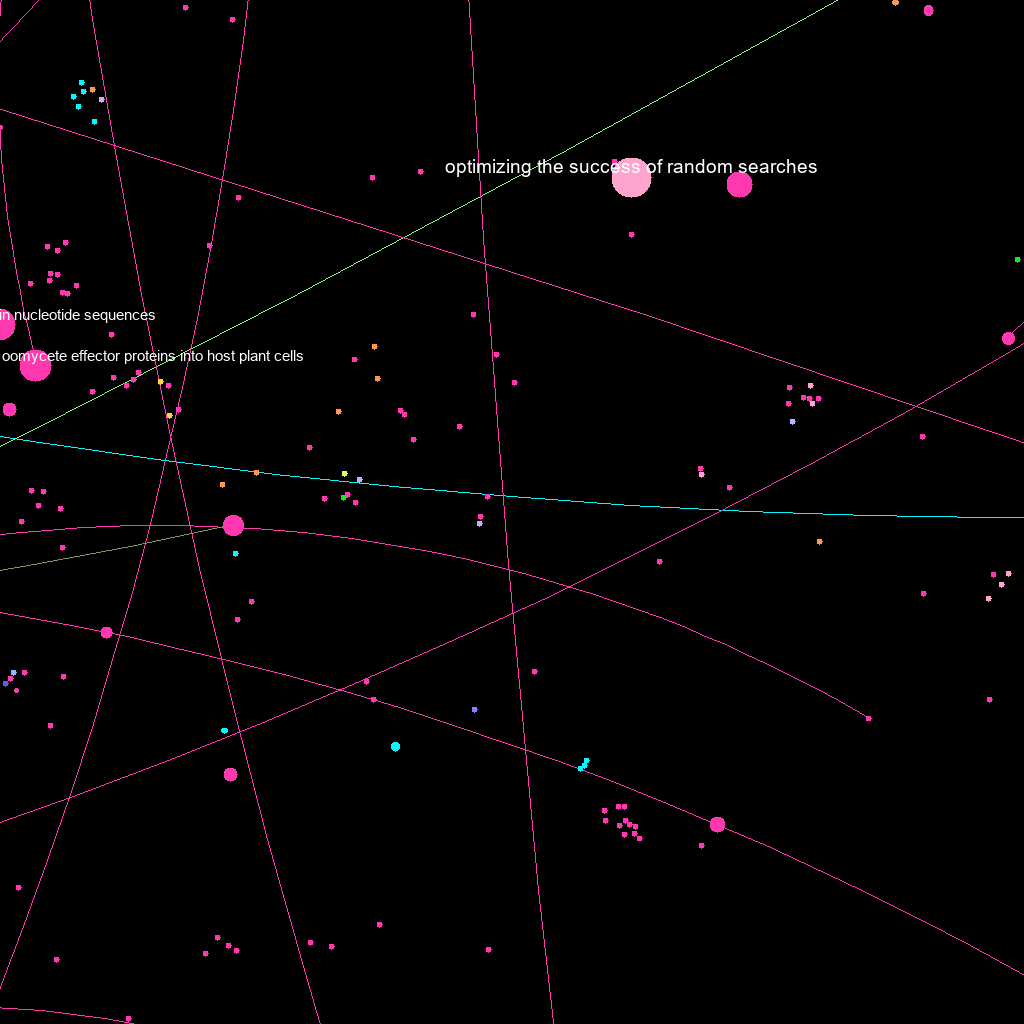 optimizing the success of random searches
in nucleotide sequences
oomycete effector proteins into host plant cells